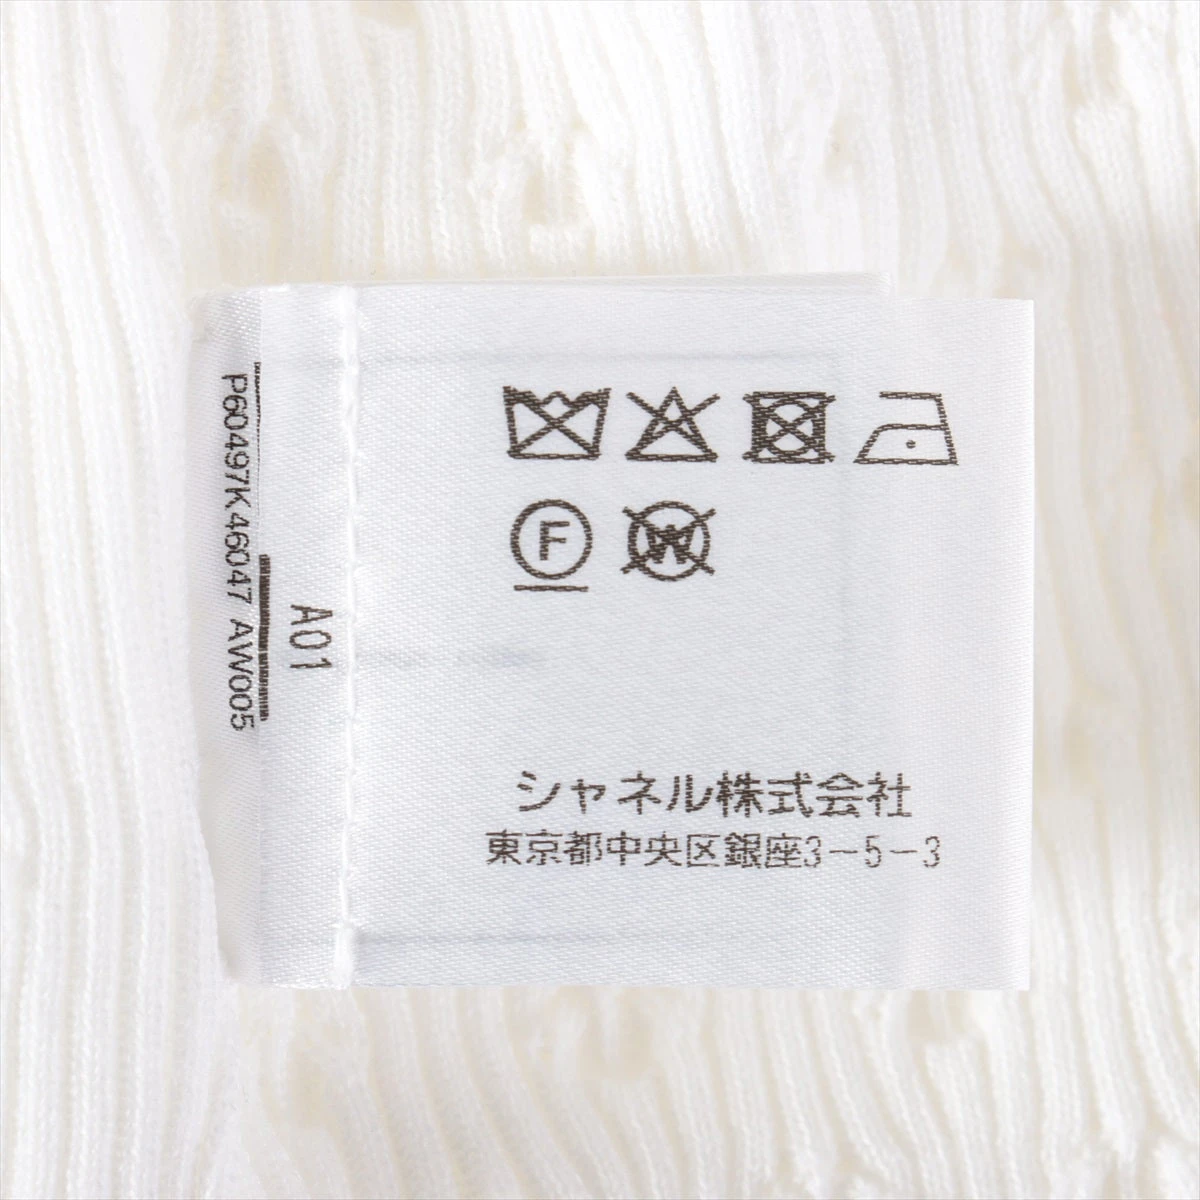 P60497K46047 AW005
A01
F
W
シャネル株式会社
東京都中央区銀座3-5-3